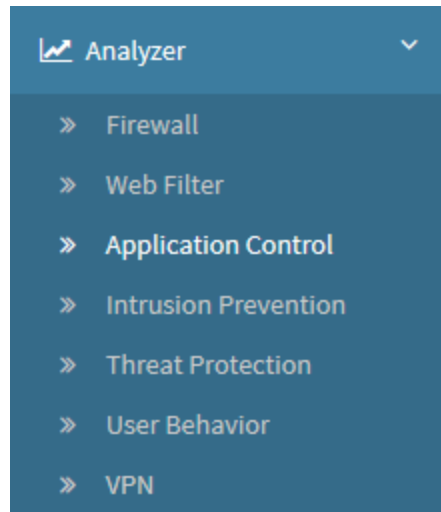 Analyzer
Firewall
Web Filter
Application Control
Intrusion Prevention
Threat Protection
User Behavior
VPN